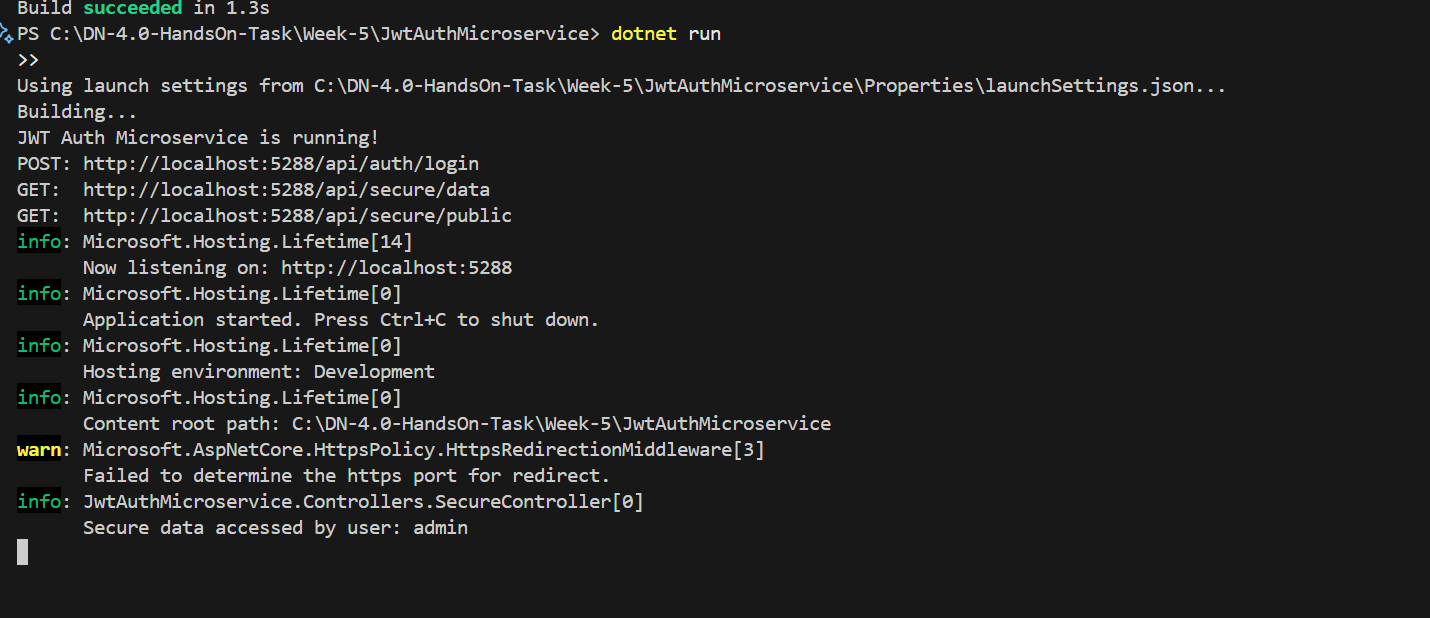 Build succeeded in 1.3s
PS C:\DN-4.0-HandsOn-Task\Week-5\JwtAuthMicroservice> dotnet run
>>
Using launch settings from C:\DN-4.0-HandsOn-Task\Week-5\JwtAuthMicroservice\Properties\launchSettings.json...
Building...
JWT Auth Microservice is running!
POST: http://localhost:5288/api/auth/login
GET:  http://localhost:5288/api/secure/data
GET:  http://localhost:5288/api/secure/public
info: Microsoft.Hosting.Lifetime[14]
      Now listening on: http://localhost:5288
info: Microsoft.Hosting.Lifetime[0]
      Application started. Press Ctrl+C to shut down.
info: Microsoft.Hosting.Lifetime[0]
      Hosting environment: Development
info: Microsoft.Hosting.Lifetime[0]
      Content root path: C:\DN-4.0-HandsOn-Task\Week-5\JwtAuthMicroservice
warn: Microsoft.AspNetCore.HttpsPolicy.HttpsRedirectionMiddleware[3]
      Failed to determine the https port for redirect.
info: JwtAuthMicroservice.Controllers.SecureController[0]
      Secure data accessed by user: admin